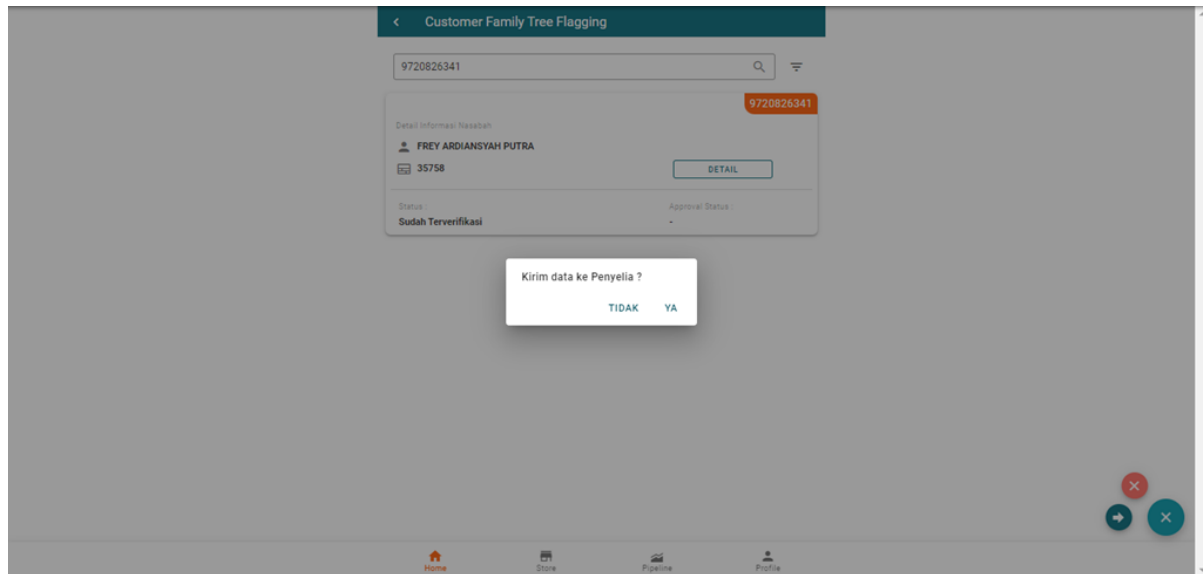 Customer Family Tree Flagging
9720826341
9720826341
Detail Informasi Nasabah
FREY ARDIANSYAH PUTRA
35758
DETAIL
Status :
Approval Status :
Sudah Terverifikasi
-
Kirim data ke Penyelia ?
TIDAK YA
Home Store Pipeline Profile